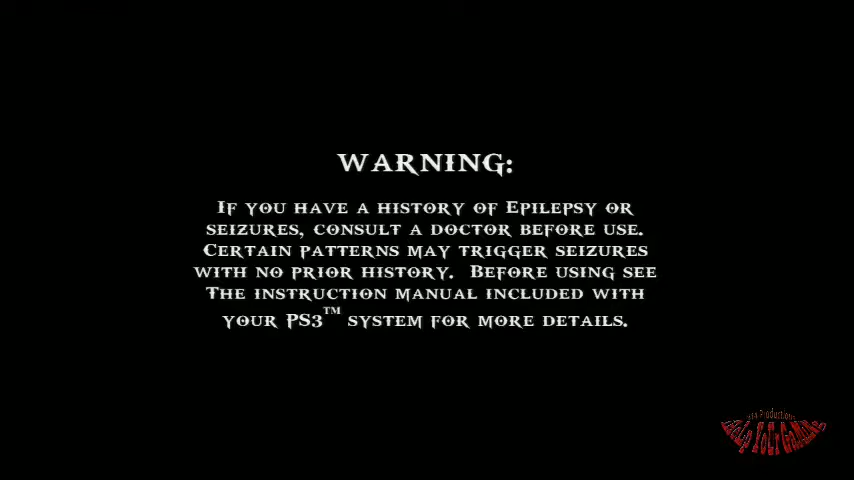 WARNING:
IF YOU HAVE A HISTORY OF EPILEPSY OR
SEIZURES, CONSULT A DOCTOR BEFORE USE.
CERTAIN PATTERNS MAY TRIGGER SEIZURES
WITH NO PRIOR HISTORY. BEFORE USING SEE
THE INSTRUCTION MANUAL INCLUDED WITH
YOUR PS3™ SYSTEM FOR MORE DETAILS.
Productions